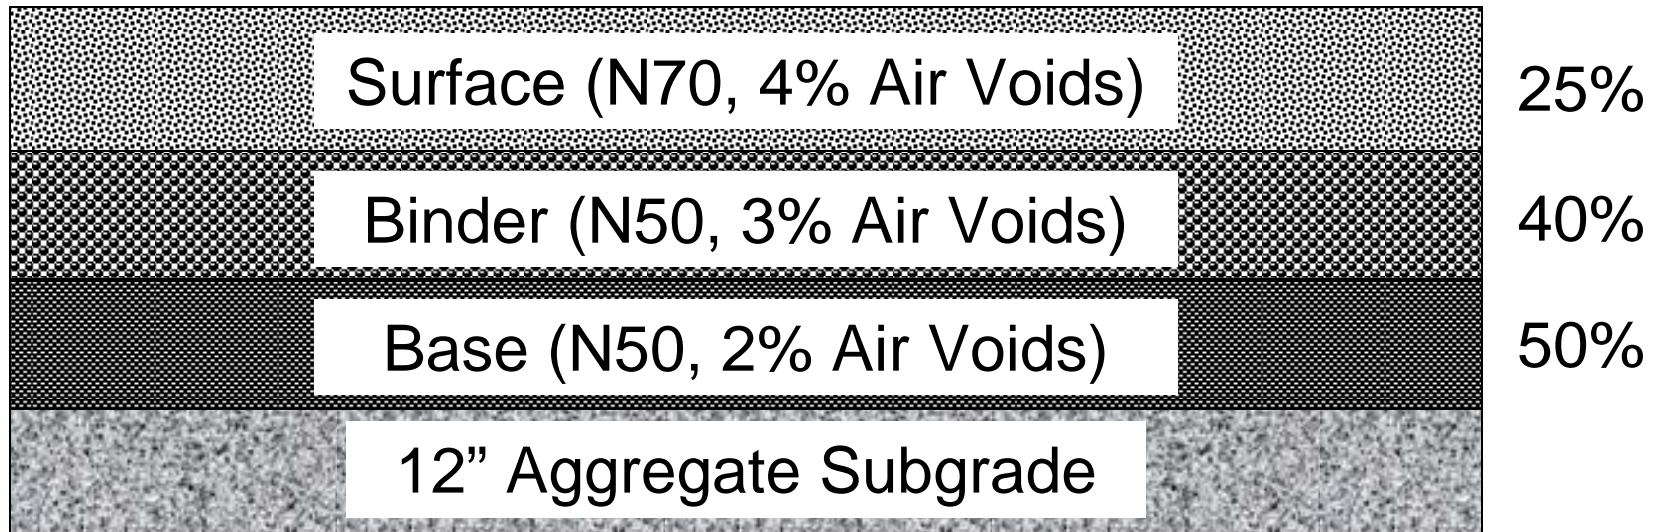 Surface (N70, 4% Air Voids) 25%
Binder (N50, 3% Air Voids) 40%
Base (N50, 2% Air Voids) 50%
12” Aggregate Subgrade